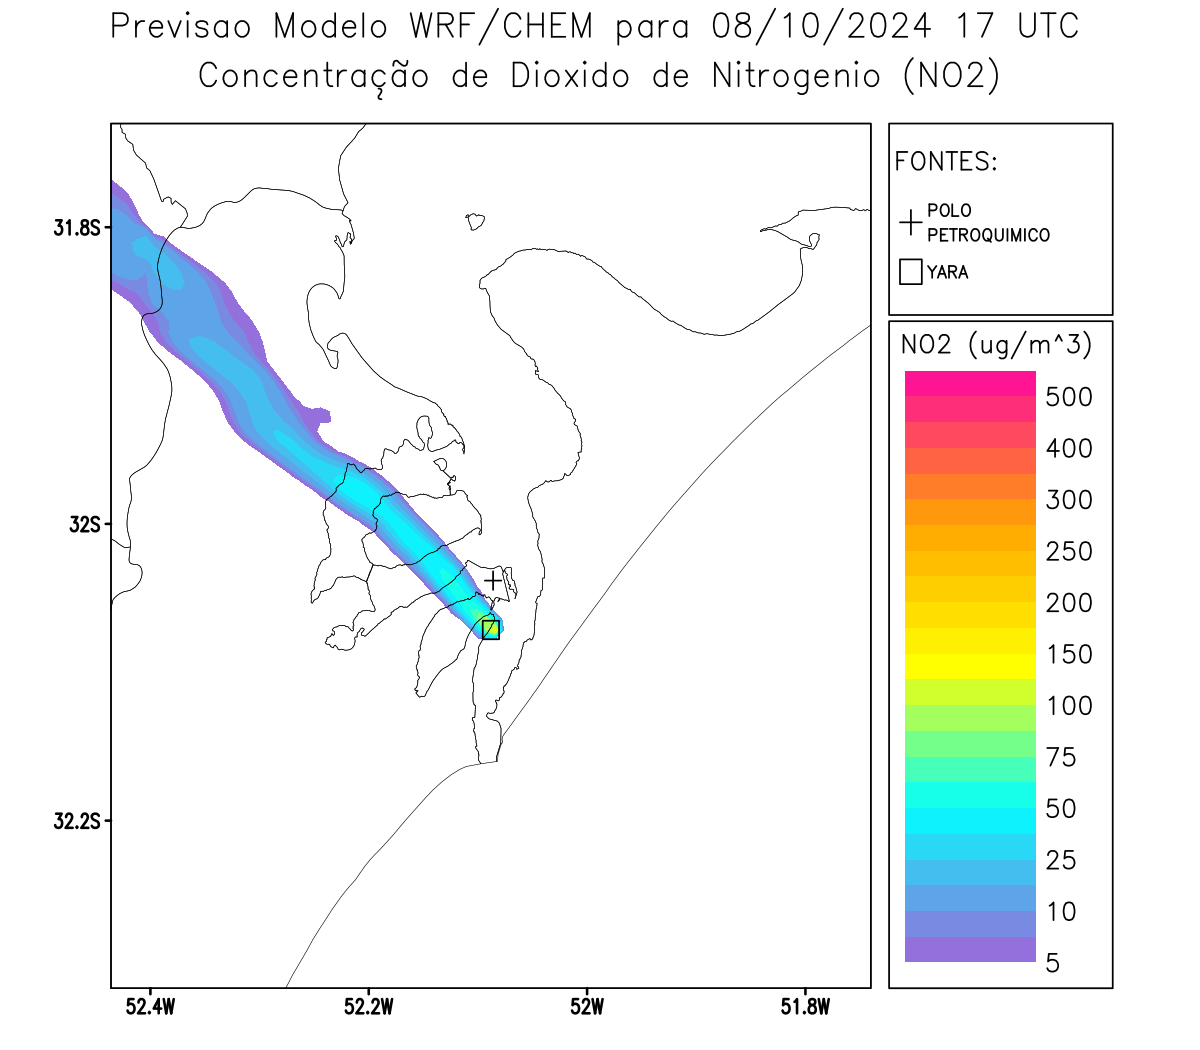 Previsao Modelo WRF/CHEM para 08/10/2024 17 UTC
Concentração de Dioxido de Nitrogenio (NO2)
FONTES:
POLO
PETROQUIMICO
YARA
31.8S
32S
32.2S
52.4W
52.2W
52W
51.8W
NO2 (ug/m^3)
500
400
300
250
200
150
100
75
50
25
10
5